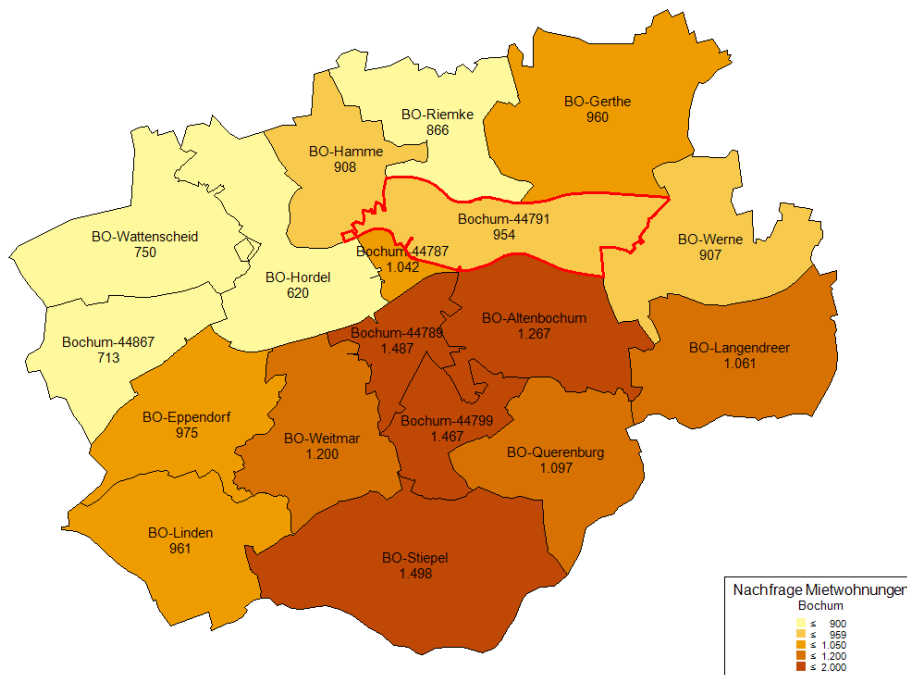 BO-Riemke
866
BO-Gerthe
960
BO-Hamme
908
Bochum-44791
954
BO-Wattenscheid
750
BO-Werne
907
Bochum-44787
1.042
BO-Hordel
620
BO-Altenbochum
1.267
Bochum-44789
1.487
Bochum-44867
713
BO-Langendreer
1.061
BO-Eppendorf
975
Bochum-44799
1.467
BO-Weitmar
1.200
BO-Querenburg
1.097
BO-Linden
961
BO-Stiepel
1.498
Nachfrage Mietwohnungen
Bochum
≤ 900
≤ 959
≤ 1.050
≤ 1.200
≤ 2.000